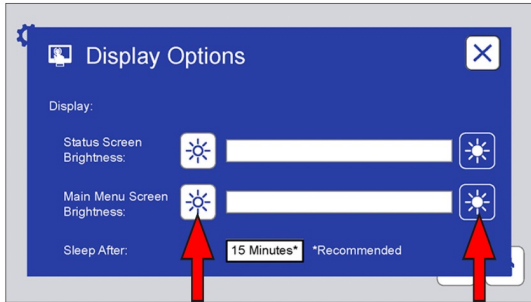 Display Options
Display:
Status Screen
Brightness:
Main Menu Screen
Brightness:
Sleep After:
15 Minutes*
*Recommended